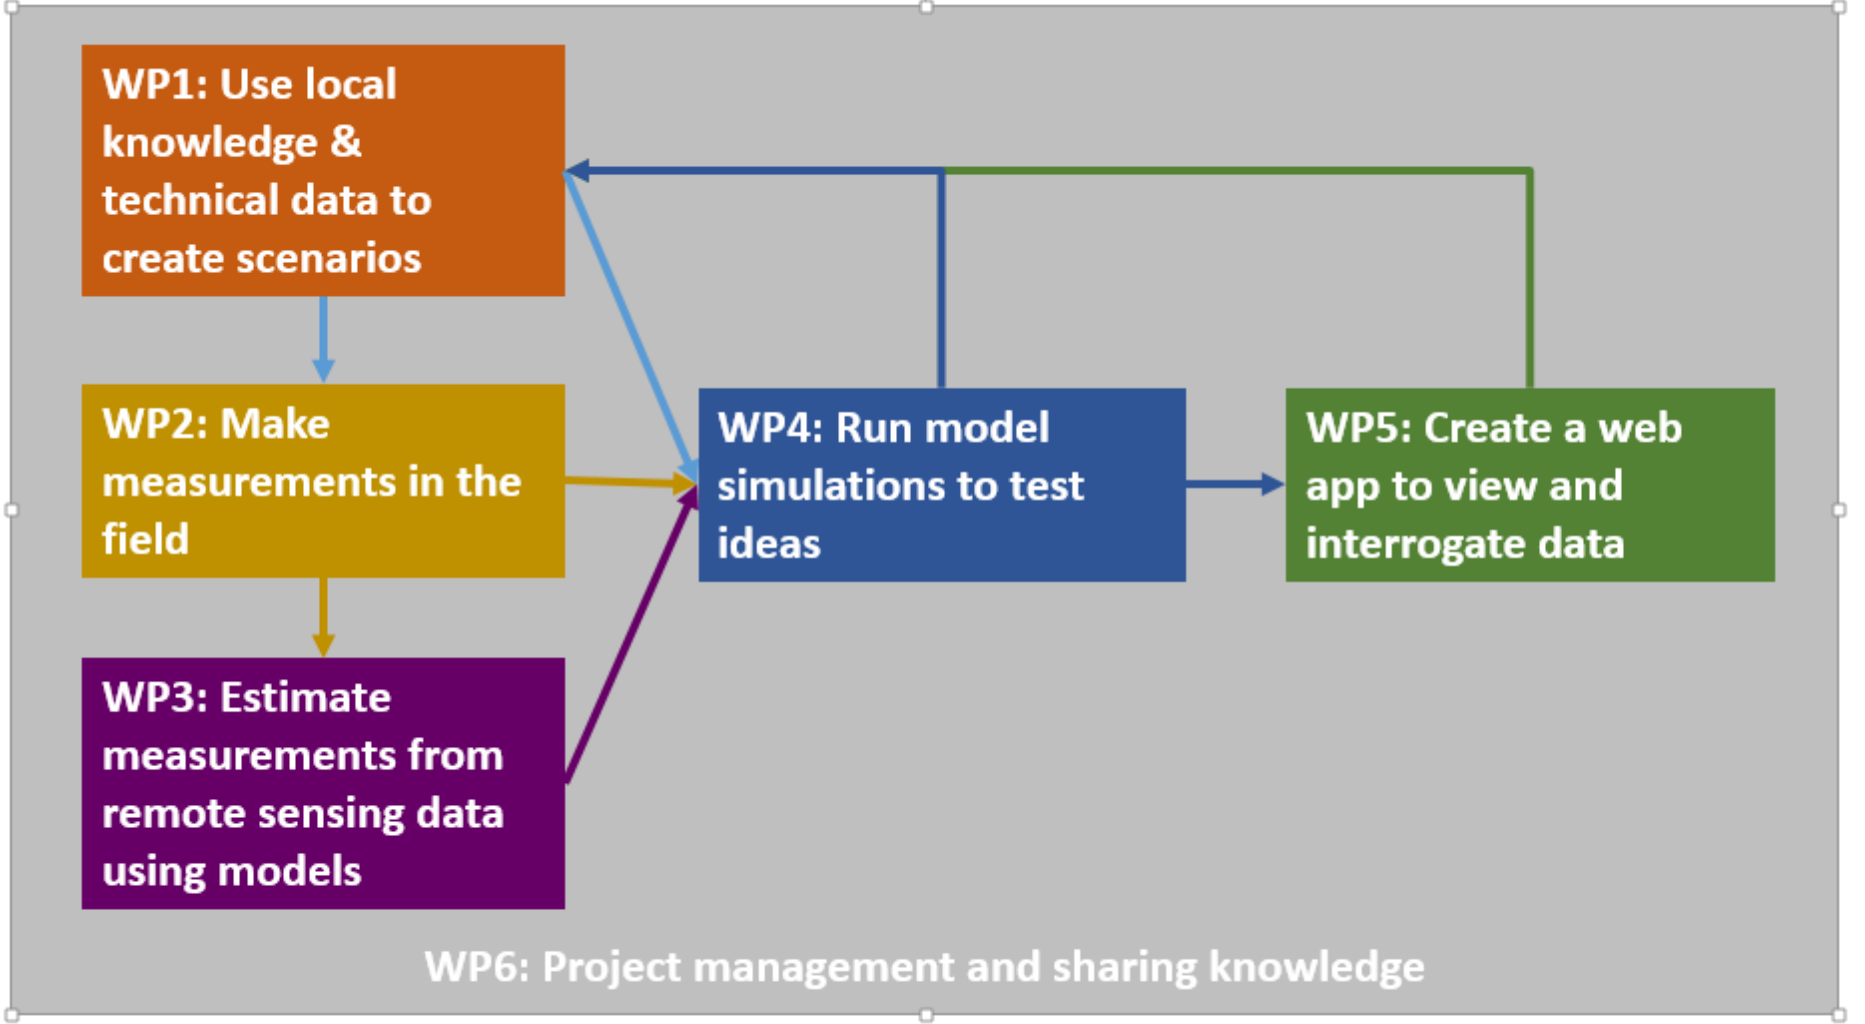 WP1: Use local
knowledge &
technical data to
create scenarios
WP2: Make
measurements in the
field
WP3: Estimate
measurements from
remote sensing data
using models
WP4: Run model
simulations to test
ideas
WP5: Create a web
app to view and
interrogate data
WP6: Project management and sharing knowledge